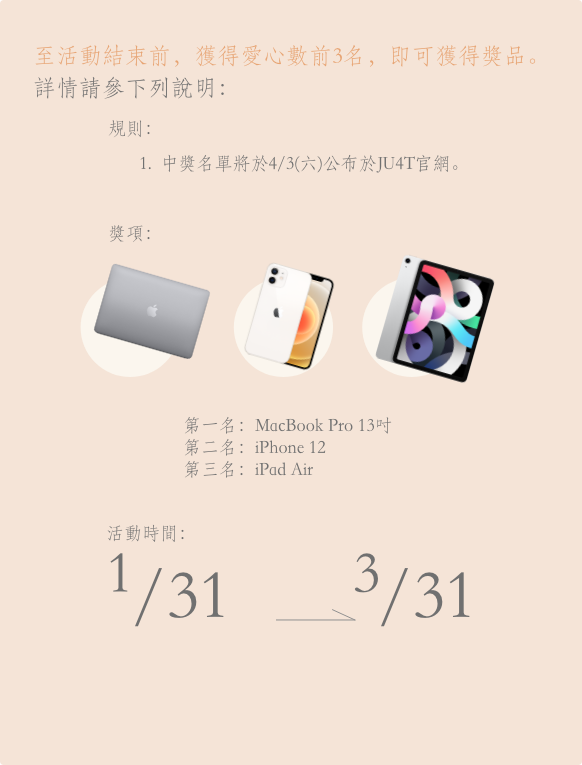 至活動結束前，獲得愛心數前3名，即可獲得獎品。
詳情請參下列說明：
規則：
1. 中獎名單將於4/3(六)公布於JU4T官網。
獎項：
第一名：MacBook Pro 13吋
第二名：iPhone 12
第三名：iPad Air
活動時間：
1/31 3/31